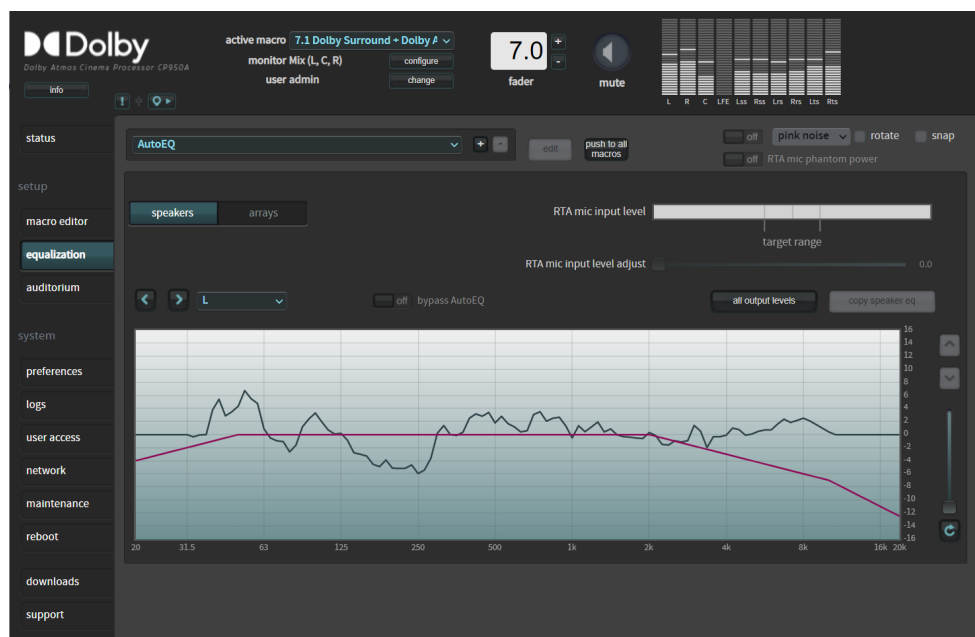 Dolby
Dolby Atmos Cinema Processor CP950A
info
active macro 7.1 Dolby Surround + Dolby A
monitor Mix (L, C, R) configure
user admin change
7.0 + -
fader
mute
L R C LFE Lss Rss Lrs Rrs Lts Rts
status
setup
macro editor
equalization
auditorium
system
preferences
logs
user access
network
maintenance
reboot
downloads
support
AutoEQ + - edit
push to all
macros
off pink noise rotate snap
off RTA mic phantom power
speakers arrays
RTA mic input level
target range
RTA mic input level adjust 0.0
< > L off bypass AutoEQ all output levels copy speaker eq
16
14
12
10
8
6
4
2
0
-2
-4
-6
-8
-10
-12
-14
-16
20 31.5 63 125 250 500 1k 2k 4k 8k 16k 20k